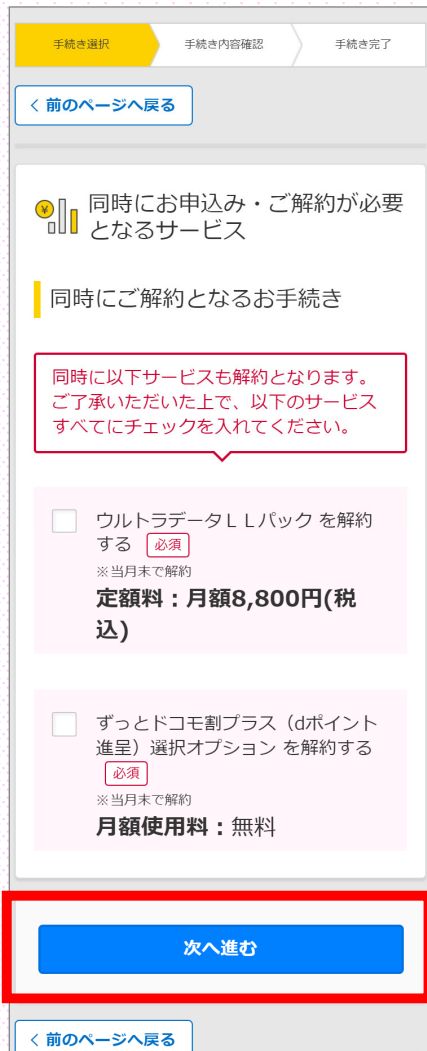 手続き選択
手続き内容確認
手続き完了
前のページへ戻る
同時にお申込み・ご解約が必要
となるサービス
同時にご解約となるお手続き
同時に以下サービスも解約となります。
ご了承いただいた上で、以下のサービス
すべてにチェックを入れてください。
ウルトラデータＬＬパック を解約
する 必須
※当月末で解約
定額料：月額8,800円(税
込)
ずっとドコモ割プラス（dポイント
進呈）選択オプション を解約する
必須
※当月末で解約
月額使用料：無料
次へ進む
前のページへ戻る